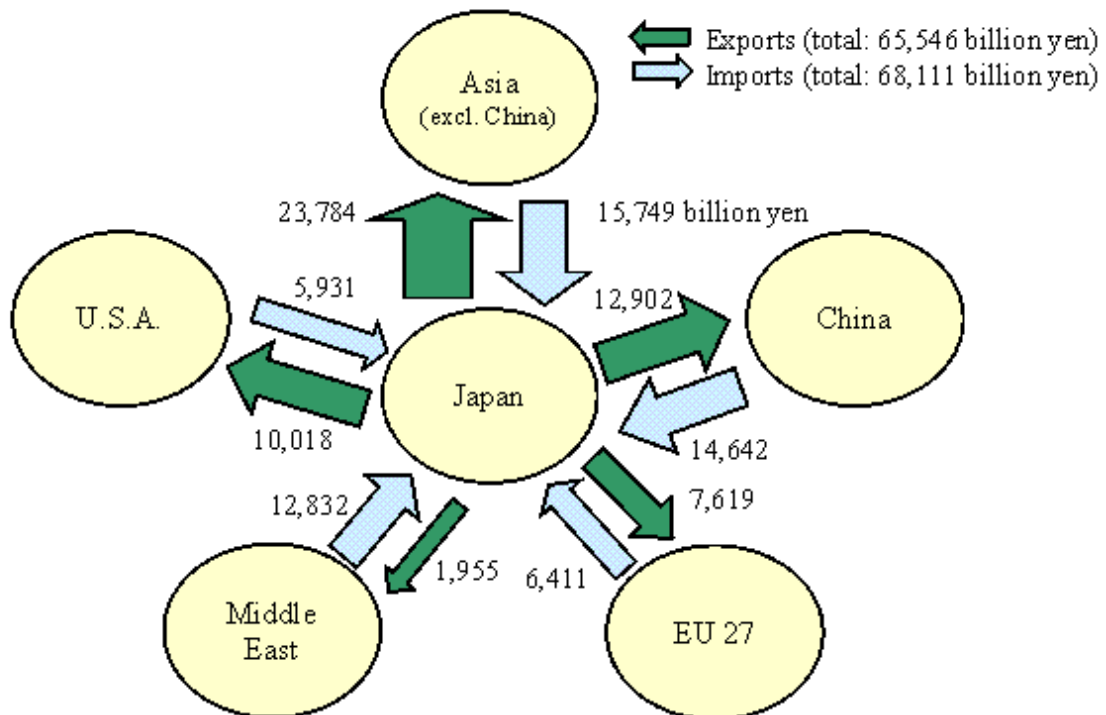 Exports (total: 65,546 billion yen)
Imports (total: 68,111 billion yen)
Asia
(excl. China)
23,784
15,749 billion yen
5,931
12,902
U.S.A.
China
Japan
10,018
14,642
12,832
7,619
1,955
6,411
Middle
East
EU 27